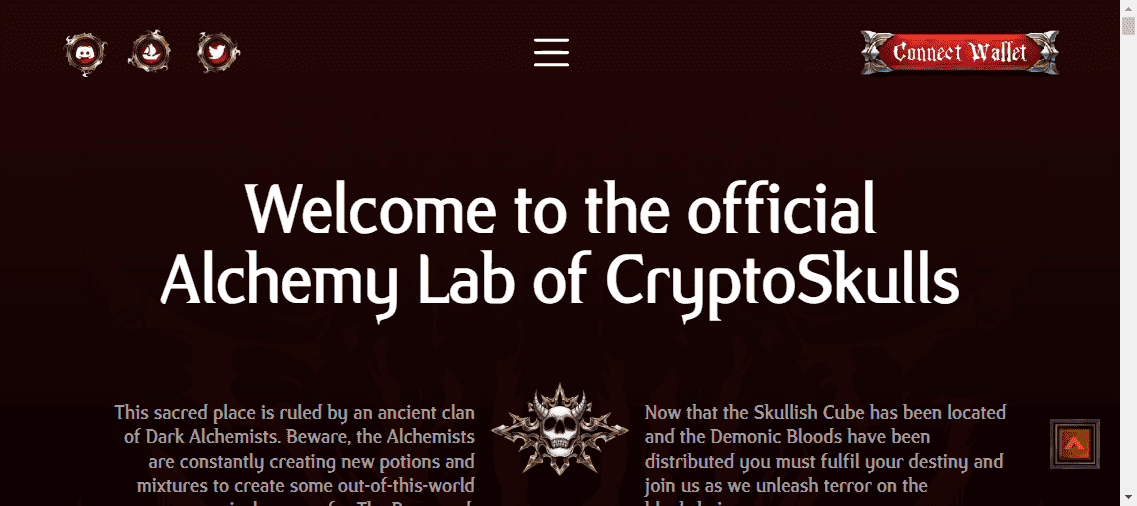 Connect Wallet
Welcome to the official
Alchemy Lab of CryptoSkulls
This sacred place is ruled by an ancient clan
of Dark Alchemists. Beware, the Alchemists
are constantly creating new potions and
mixtures to create some out-of-this-world
Now that the Skullish Cube has been located
and the Demonic Bloods have been
distributed you must fulfil your destiny and
join us as we unleash terror on the